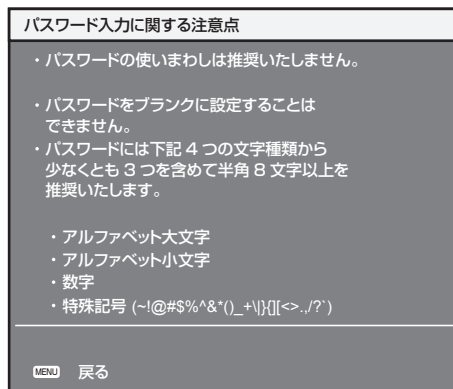 パスワード入力に関する注意点
・パスワードの使いまわしは推奨いたしません。
・パスワードをブランクに設定することは
できません。
・パスワードには下記 4 つの文字種類から
少なくとも 3 つを含めて半角 8 文字以上を
推奨いたします。
・アルファベット大文字
・アルファベット小文字
・数字
・特殊記号 (~!@#$%^&*()_+\|}{][<>.,/?`)
MENU 戻る